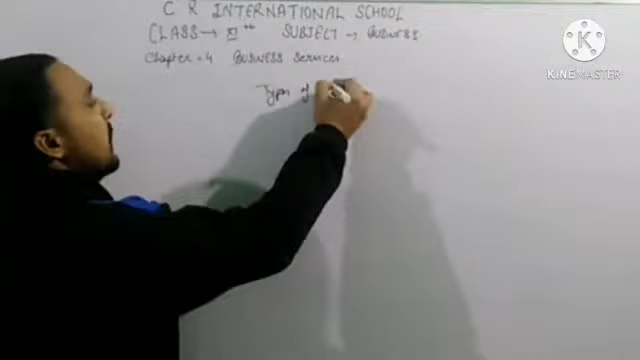 C R INTERNATIONAL SCHOOL
CLASS → XI th SUBJECT → BUSINESS
Chapter = 4 BUSINESS Services
Types of
KINEMASTER